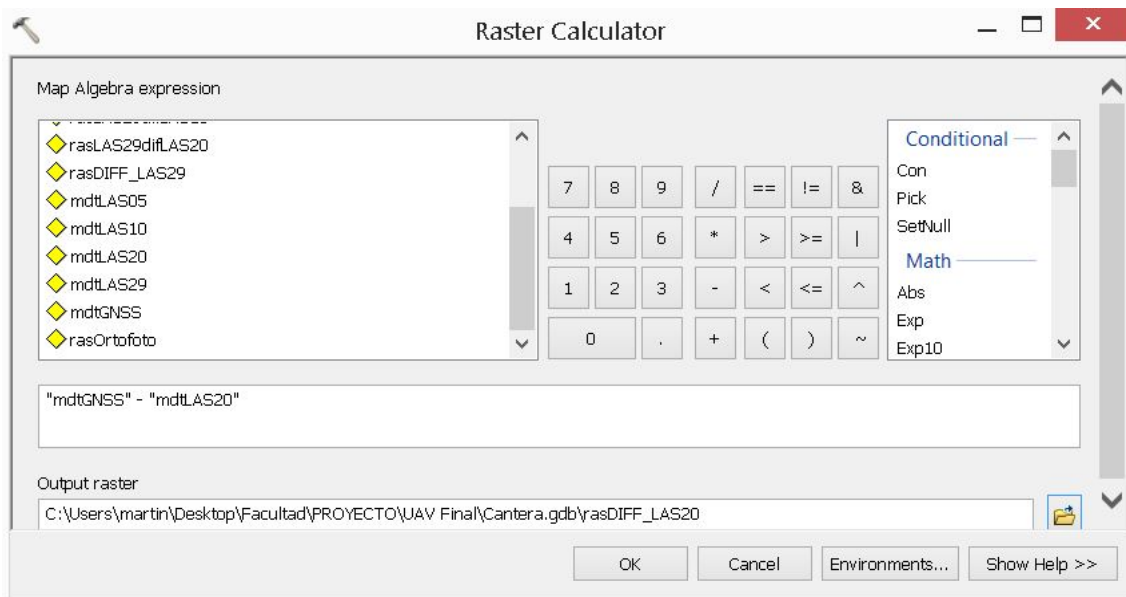 Raster Calculator
Map Algebra expression
rasLAS29difLAS20
rasDIFF_LAS29
mdtLAS05
mdtLAS10
mdtLAS20
mdtLAS29
mdtGNSS
rasOrtofoto
7 8 9 / == != &
4 5 6 * > >= |
1 2 3 - < <= ^
0 . + ( ) ~
Conditional
Con
Pick
SetNull
Math
Abs
Exp
Exp10
"mdtGNSS" - "mdtLAS20"
Output raster
C:\Users\martin\Desktop\Facultad\PROYECTO\UAV Final\Cantera.gdb\rasDIFF_LAS20
OK Cancel Environments... Show Help >>